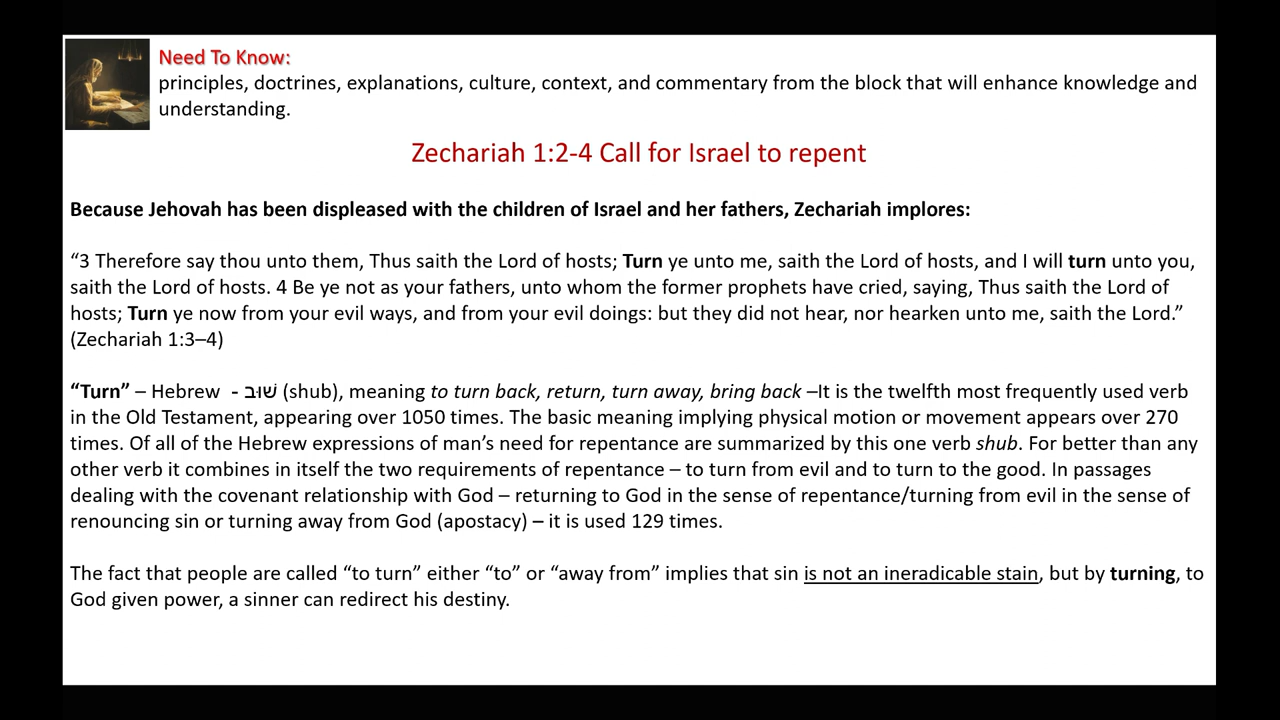 Need To Know:
principles, doctrines, explanations, culture, context, and commentary from the block that will enhance knowledge and
understanding.
Zechariah 1:2-4 Call for Israel to repent
Because Jehovah has been displeased with the children of Israel and her fathers, Zechariah implores:
“3 Therefore say thou unto them, Thus saith the Lord of hosts; Turn ye unto me, saith the Lord of hosts, and I will turn unto you,
saith the Lord of hosts. 4 Be ye not as your fathers, unto whom the former prophets have cried, saying, Thus saith the Lord of
hosts; Turn ye now from your evil ways, and from your evil doings: but they did not hear, nor hearken unto me, saith the Lord.”
(Zechariah 1:3–4)
“Turn” – Hebrew - שׁוּב (shub), meaning to turn back, return, turn away, bring back –It is the twelfth most frequently used verb
in the Old Testament, appearing over 1050 times. The basic meaning implying physical motion or movement appears over 270
times. Of all of the Hebrew expressions of man’s need for repentance are summarized by this one verb shub. For better than any
other verb it combines in itself the two requirements of repentance – to turn from evil and to turn to the good. In passages
dealing with the covenant relationship with God – returning to God in the sense of repentance/turning from evil in the sense of
renouncing sin or turning away from God (apostacy) – it is used 129 times.
The fact that people are called “to turn” either “to” or “away from” implies that sin is not an ineradicable stain, but by turning, to
God given power, a sinner can redirect his destiny.